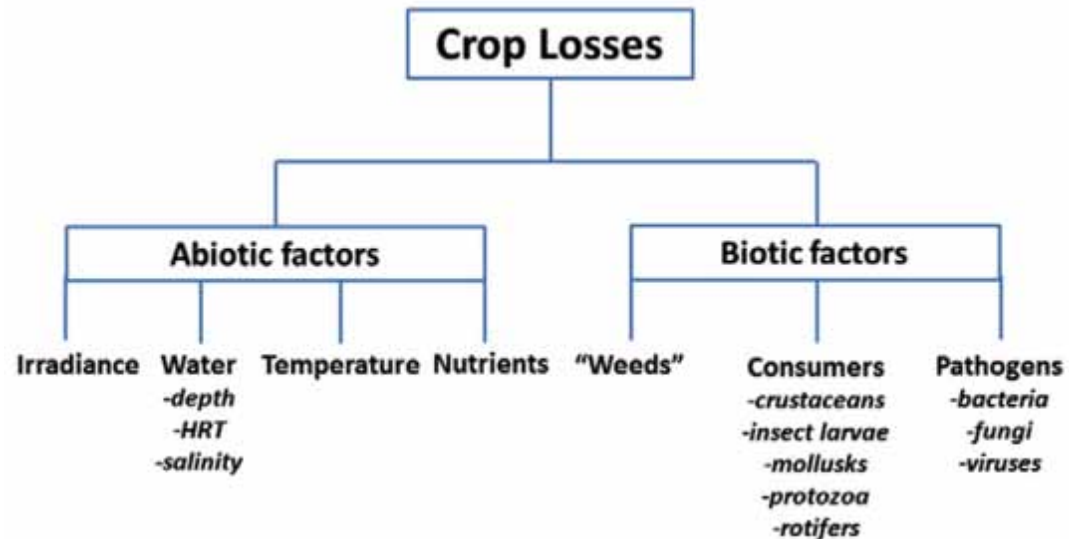 Crop Losses
Abiotic factors
Biotic factors
Irradiance
Water
-depth
-HRT
-salinity
Temperature
Nutrients
“Weeds”
Consumers
-crustaceans
-insect larvae
-mollusks
-protozoa
-rotifers
Pathogens
-bacteria
-fungi
-viruses